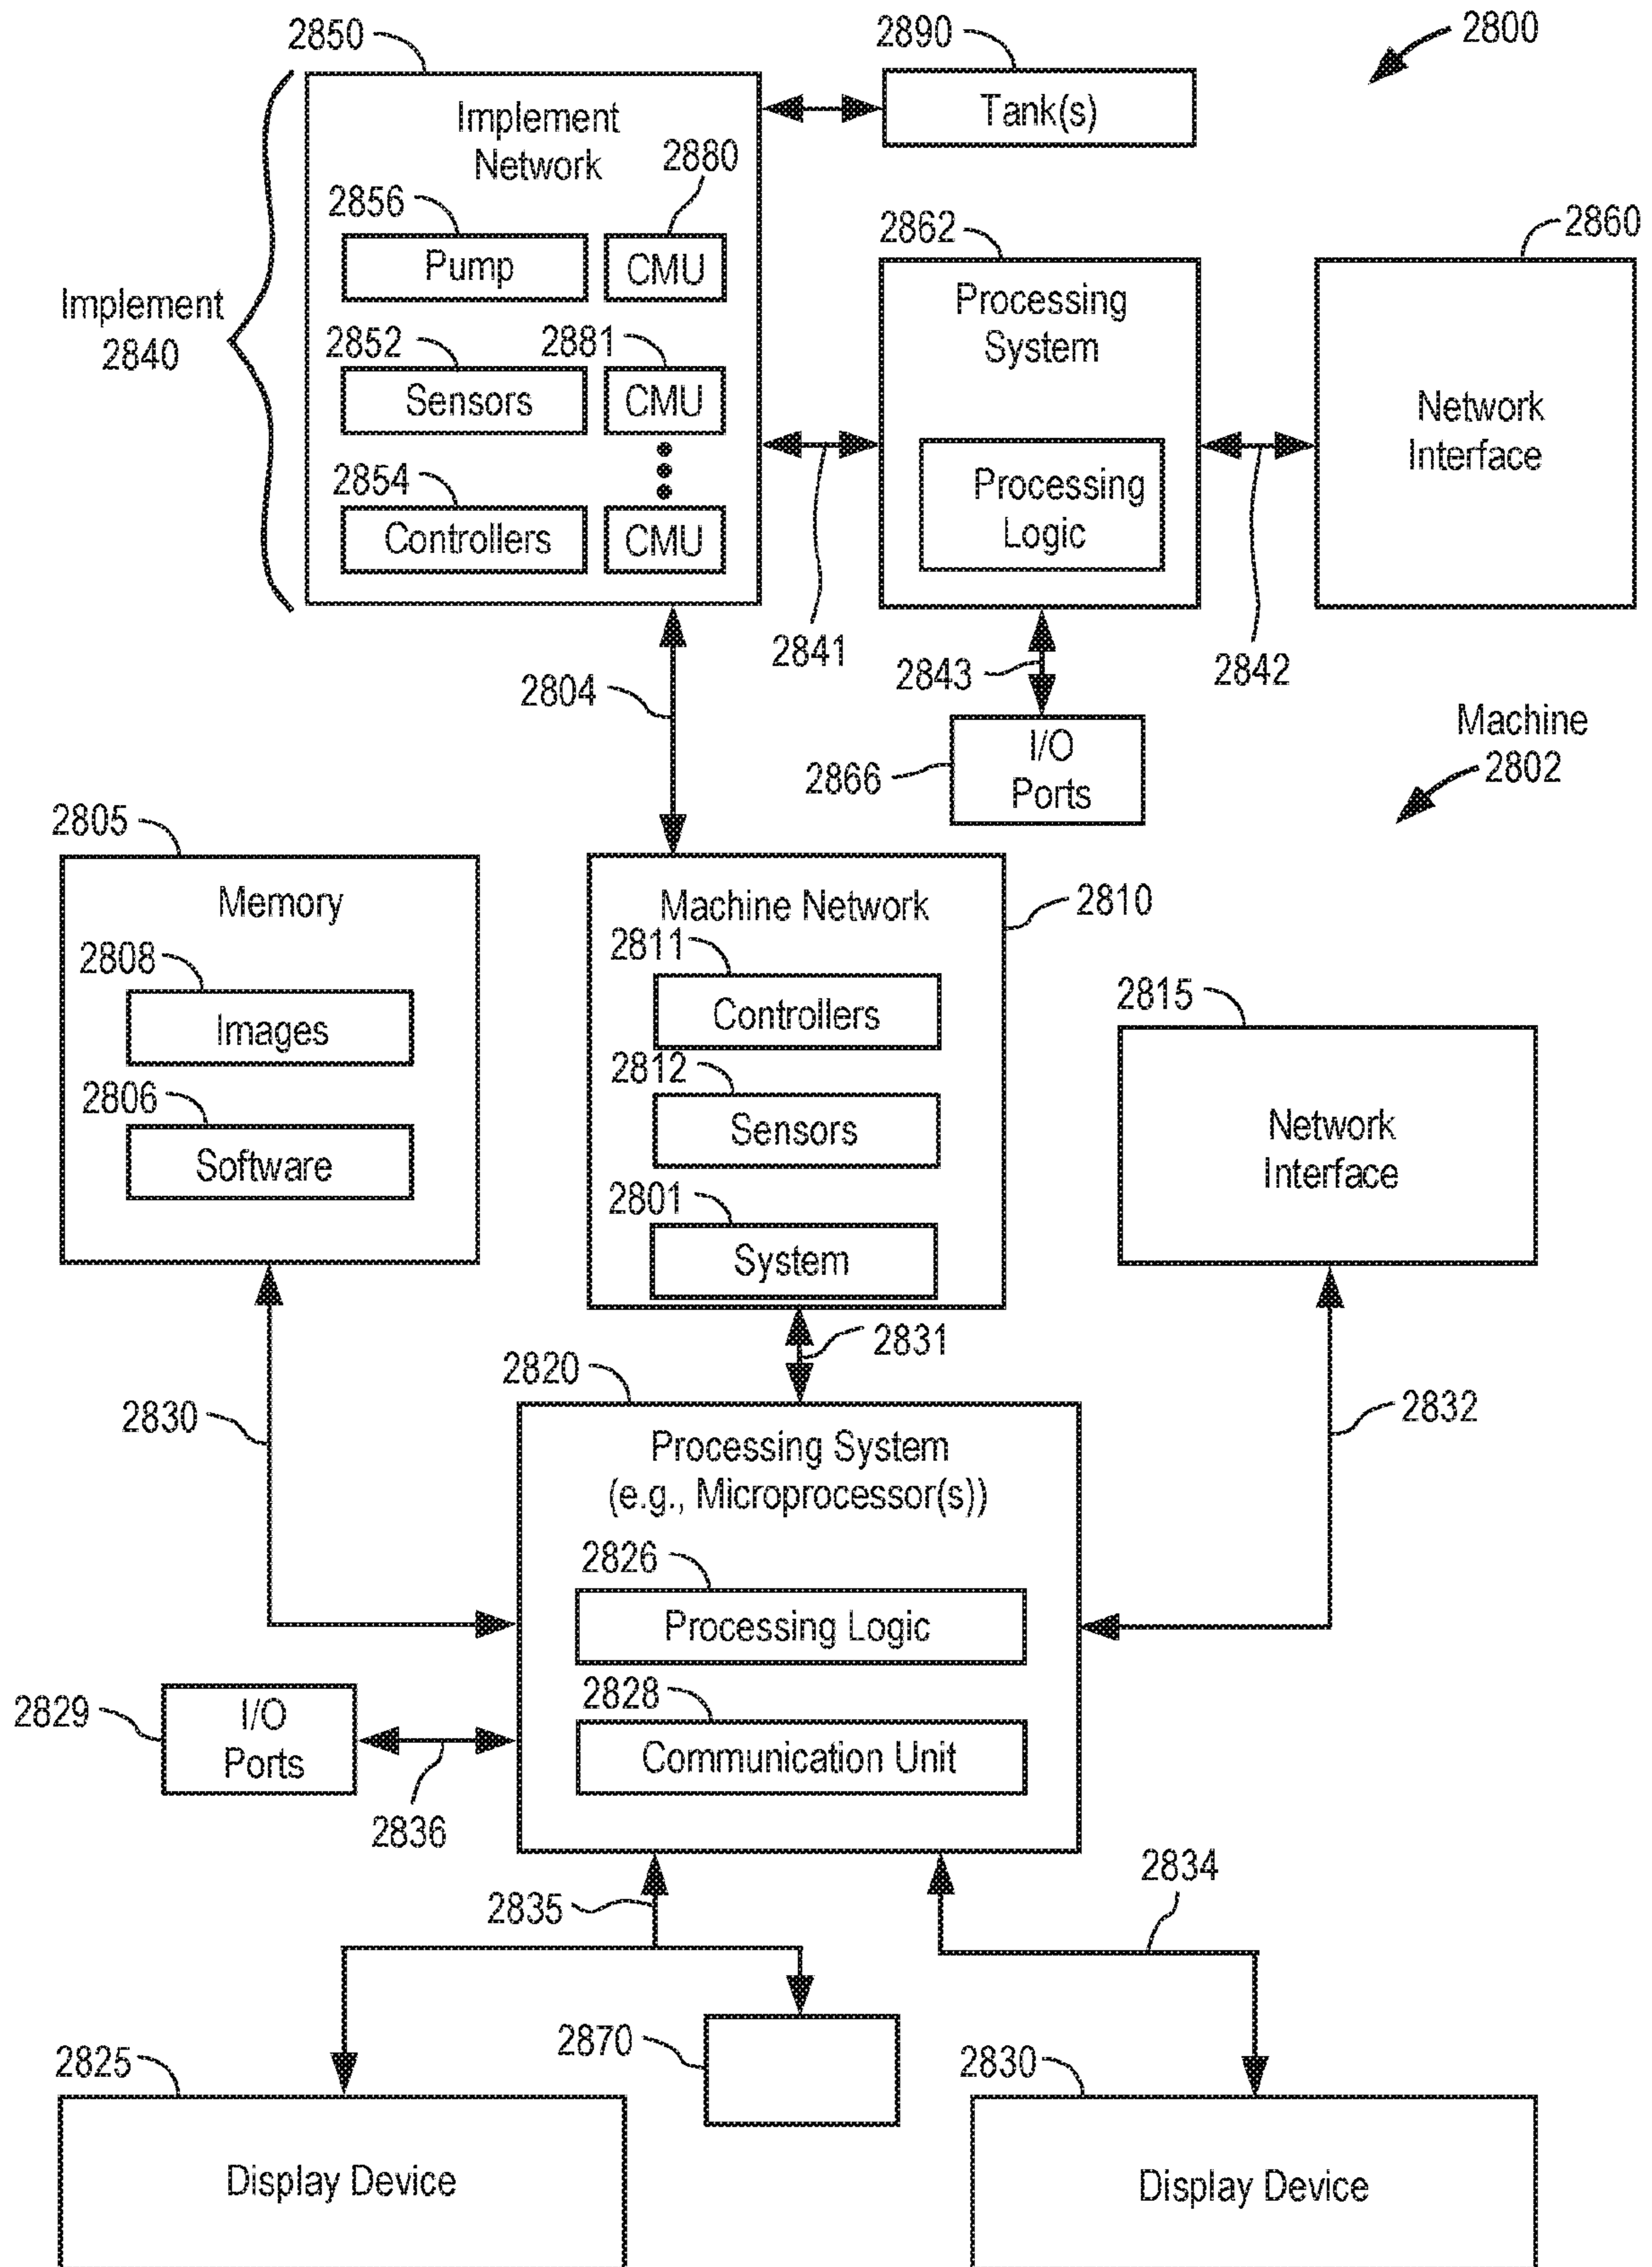 2850
2890
2800
Tank(s)
Implement
Network
2880
2856
Pump
CMU
2862
2860
Implement
2840
Processing
System
2852
2881
Sensors
CMU
Network
Interface
2854
Processing
Logic
Controllers
CMU
2841
2843
2842
2804
Machine
2802
I/O
Ports
2866
2805
Memory
Machine Network
2810
2808
2811
Images
Controllers
2815
2806
2812
Software
Sensors
Network
Interface
2801
System
2831
2820
2830
2832
Processing System
(e.g., Microprocessor(s))
2826
Processing Logic
2829
I/O
Ports
2828
Communication Unit
2836
2835
2834
2870
2825
2830
Display Device
Display Device